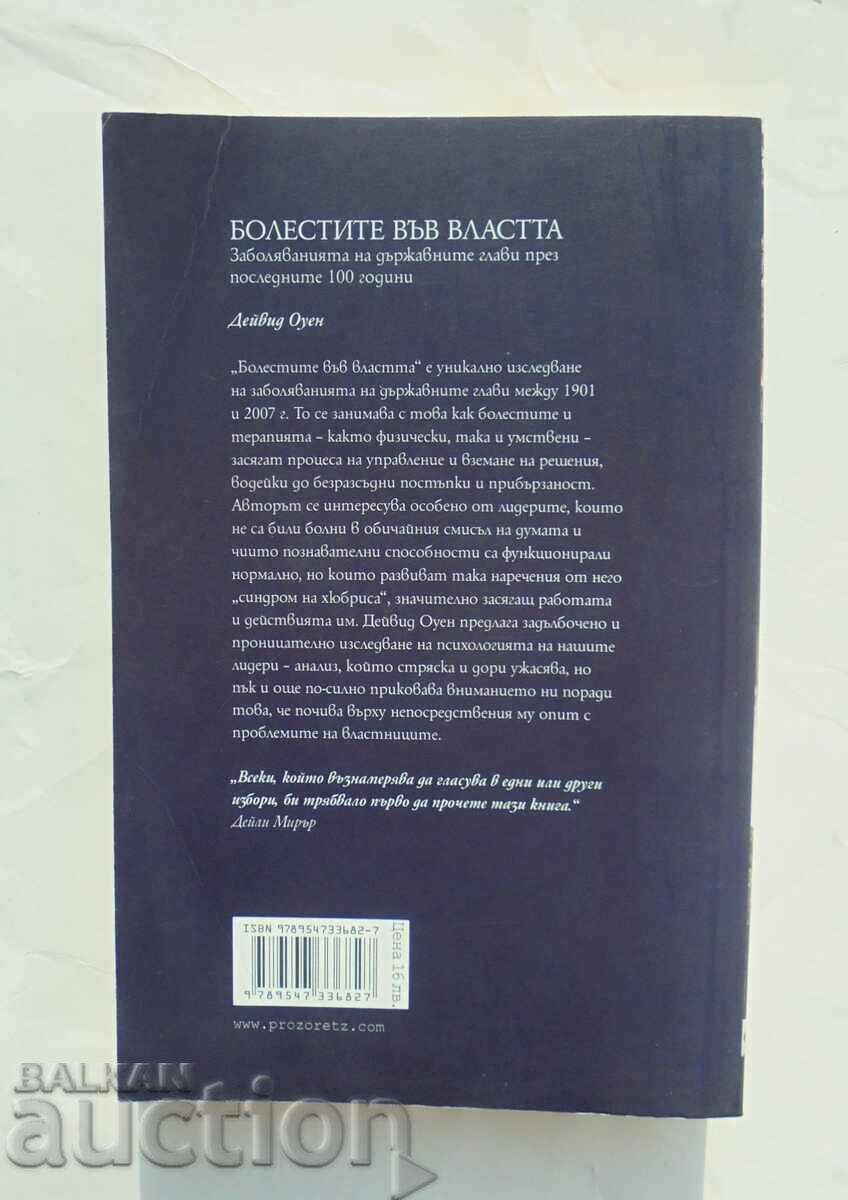 БОЛЕСТИТЕ ВЪВ ВЛАСТТА
Заболяванията на държавните глави през
последните 100 години
Дейвид Оуен
„Болестите във властта“ е уникално изследване
на заболяванията на държавните глави между 1901
и 2007 г. То се занимава с това как болестите и
терапията – както физически, така и умствени –
засягат процеса на управление и вземане на решения,
водейки до безразсъдни постъпки и прибързаност.
Авторът се интересува особено от лидерите, които
не са били болни в обичайния смисъл на думата и
чиито познавателни способности са функционирали
нормално, но които развиват така наречения от него
„синдром на хюбриса“, значително засягащ работата
и действията им. Дейвид Оуен предлага задълбочено и
проницателно изследване на психологията на нашите
лидери – анализ, който стряска и дори ужасява, но
пък и още по-силно приковава вниманието ни поради
това, че почива върху непосредствения му опит с
проблемите на властниците.
„Всеки, който възнамерява да гласува в едни или други
избори, би трябвало първо да прочете тази книга.“
Дейли Мирър
ISBN 978954733682-7
9 789547 336827
Цена 16 лв.
www.prozoretz.com
BALKAN
auction